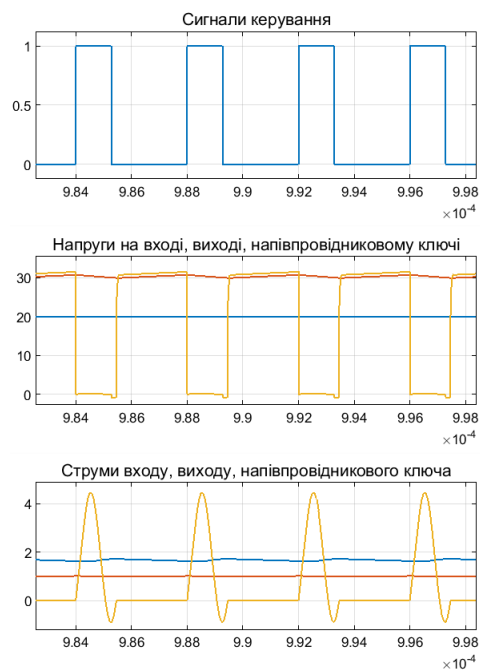 Сигнали керування
1
0.5
0
9.84 9.86 9.88 9.9 9.92 9.94 9.96 9.98
×10-4
Напруги на вході, виході, напівпровідниковому ключі
30
20
10
0
9.84 9.86 9.88 9.9 9.92 9.94 9.96 9.98
×10-4
Струми входу, виходу, напівпровідникового ключа
4
2
0
9.84 9.86 9.88 9.9 9.92 9.94 9.96 9.98
×10-4